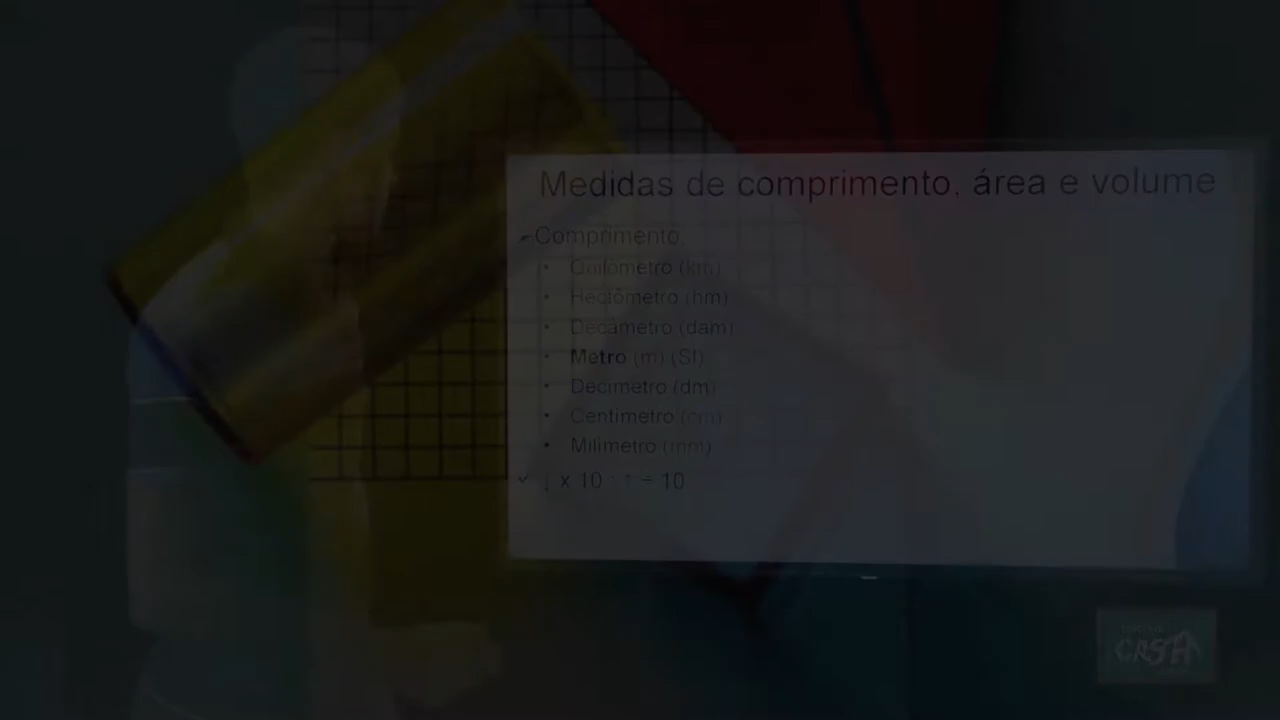 Medidas de comprimento, área e volume
Comprimento
• Quilômetro (km)
• Hectômetro (hm)
• Decâmetro (dam)
• Metro (m) (SI)
• Decímetro (dm)
• Centímetro (cm)
• Milímetro (mm)
✓ ↓ x 10 : ↑ ÷ 10
CASA